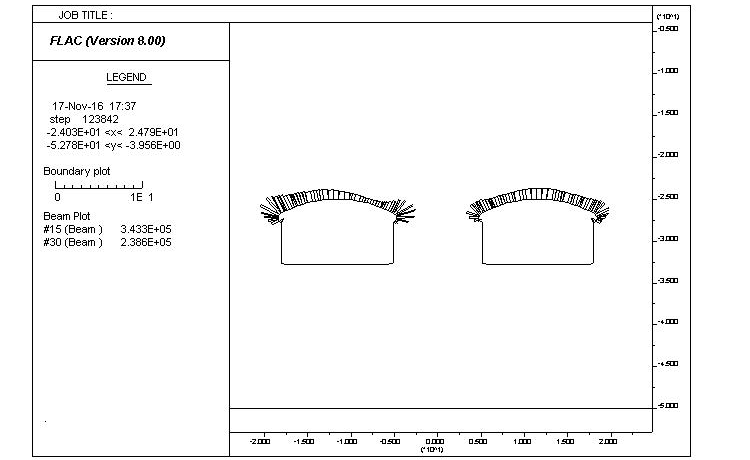 JOB TITLE :
FLAC (Version 8.00)
LEGEND
17-Nov-16 17:37
step 123842
-2.403E+01 <x< 2.479E+01
-5.278E+01 <y< -3.956E+00
Boundary plot
0 1E 1
Beam Plot
#15 (Beam ) 3.433E+05
#30 (Beam ) 2.386E+05
(*10^1)
-0.500
-1.000
-1.500
-2.000
-2.500
-3.000
-3.500
-4.000
-4.500
-5.000
-2.000 -1.500 -1.000 -0.500 0.000 0.500 1.000 1.500 2.000
(*10^1)